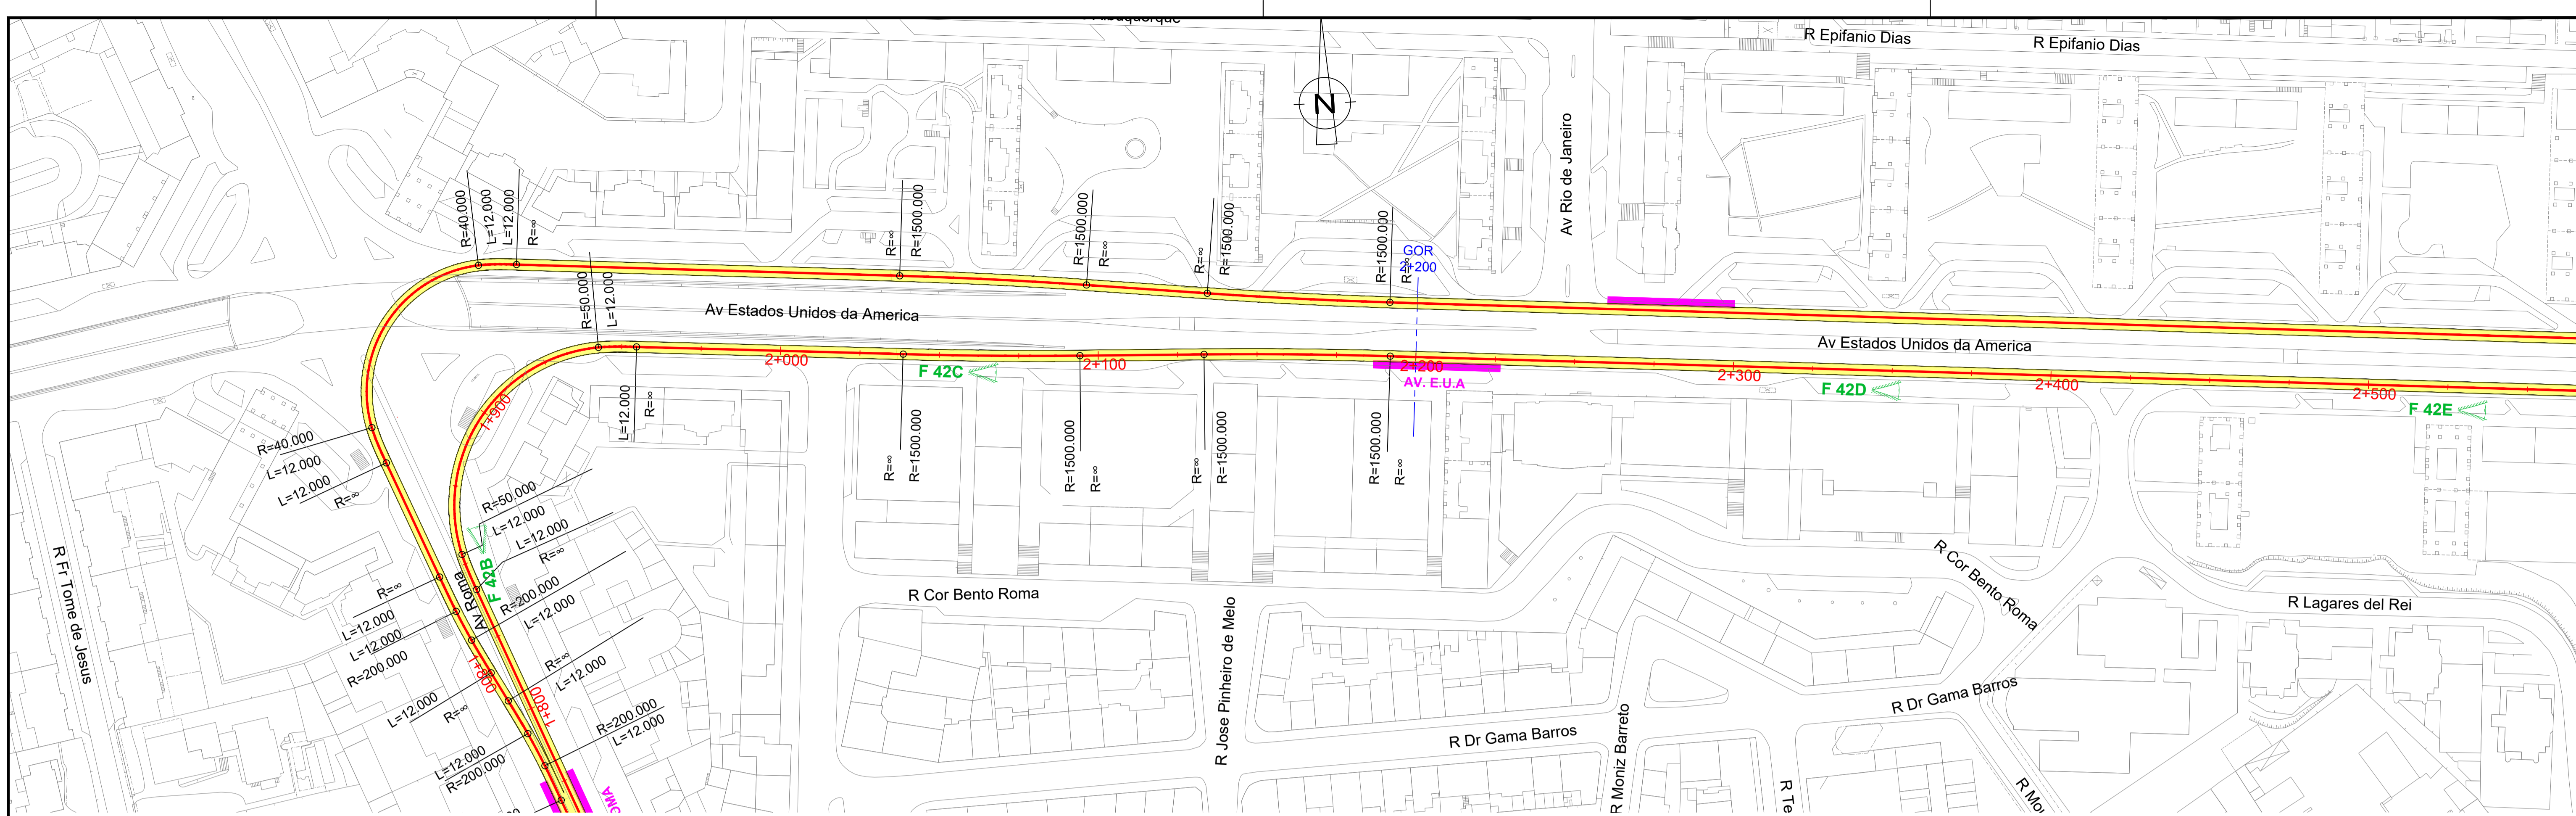 R Epifanio Dias
R Epifanio Dias
N
Av Rio de Janeiro
R=40.000
L=12.000
L=12.000
R=∞
R=50.000
L=12.000
R=∞
R=1500.000
R=1500.000
R=∞
R=∞
R=1500.000
R=1500.000
R=∞
GOR
2+200
Av Estados Unidos da America
Av Estados Unidos da America
2+000
2+100
2+200
2+300
2+400
2+500
F 42C
AV. E.U.A
F 42D
F 42E
1+900
L=12.000
R=∞
R=∞
R=1500.000
R=1500.000
R=∞
R=∞
R=1500.000
R=1500.000
R=∞
R=40.000
L=12.000
L=12.000
R=∞
R=50.000
L=12.000
L=12.000
R=∞
F 42B
Av Roma
R=200.000
L=12.000
R=∞
L=12.000
R=200.000
L=12.000
R=∞
L=12.000
L=12.000
R=200.000
L=12.000
R=∞
L=12.000
R=200.000
1+800
1+800
R Fr Tome de Jesus
R Cor Bento Roma
R Cor Bento Roma
R Lagares del Rei
R Jose Pinheiro de Melo
R Dr Gama Barros
R Dr Gama Barros
R Moniz Barreto
R Te
R Mo
OMA